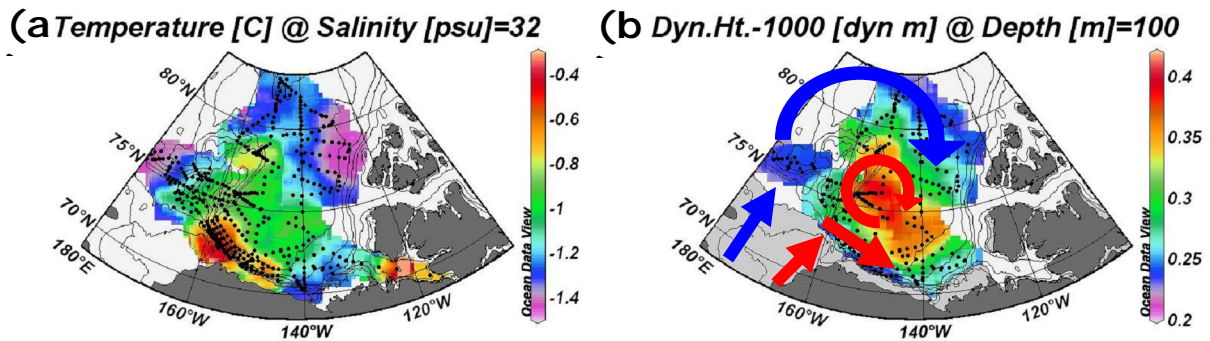 (a Temperature [C] @ Salinity [psu]=32
80°N
75°N
70°N
180°E
160°W
140°W
120°W
-0.4
-0.6
-0.8
-1
-1.2
-1.4
Ocean Data View
(b Dyn.Ht.-1000 [dyn m] @ Depth [m]=100
80°N
75°N
70°N
180°E
160°W
140°W
120°W
0.4
0.35
0.3
0.25
0.2
Ocean Data View